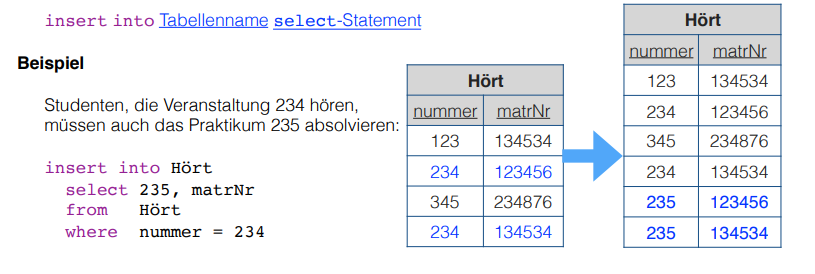 insert into Tabellenname select-Statement
Beispiel
Studenten, die Veranstaltung 234 hören,
müssen auch das Praktikum 235 absolvieren:
insert into Hört
select 235, matrNr
from Hört
where nummer = 234
Hört
nummer matrNr
123 134534
234 123456
345 234876
234 134534
Hört
nummer matrNr
123 134534
234 123456
345 234876
234 134534
235 123456
235 134534